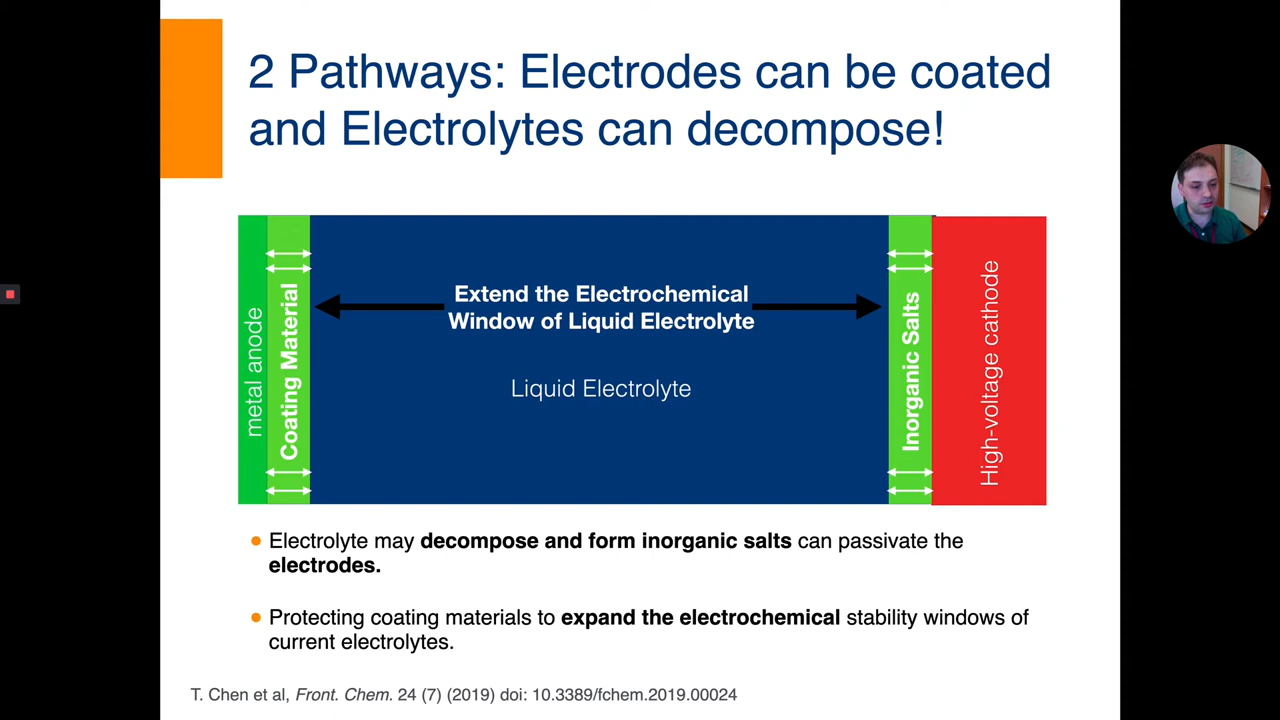 2 Pathways: Electrodes can be coated
and Electrolytes can decompose!
metal anode
Coating Material
Extend the Electrochemical
Window of Liquid Electrolyte
Liquid Electrolyte
Inorganic Salts
High-voltage cathode
Electrolyte may decompose and form inorganic salts can passivate the
electrodes.
Protecting coating materials to expand the electrochemical stability windows of
current electrolytes.
T. Chen et al, Front. Chem. 24 (7) (2019) doi: 10.3389/fchem.2019.00024